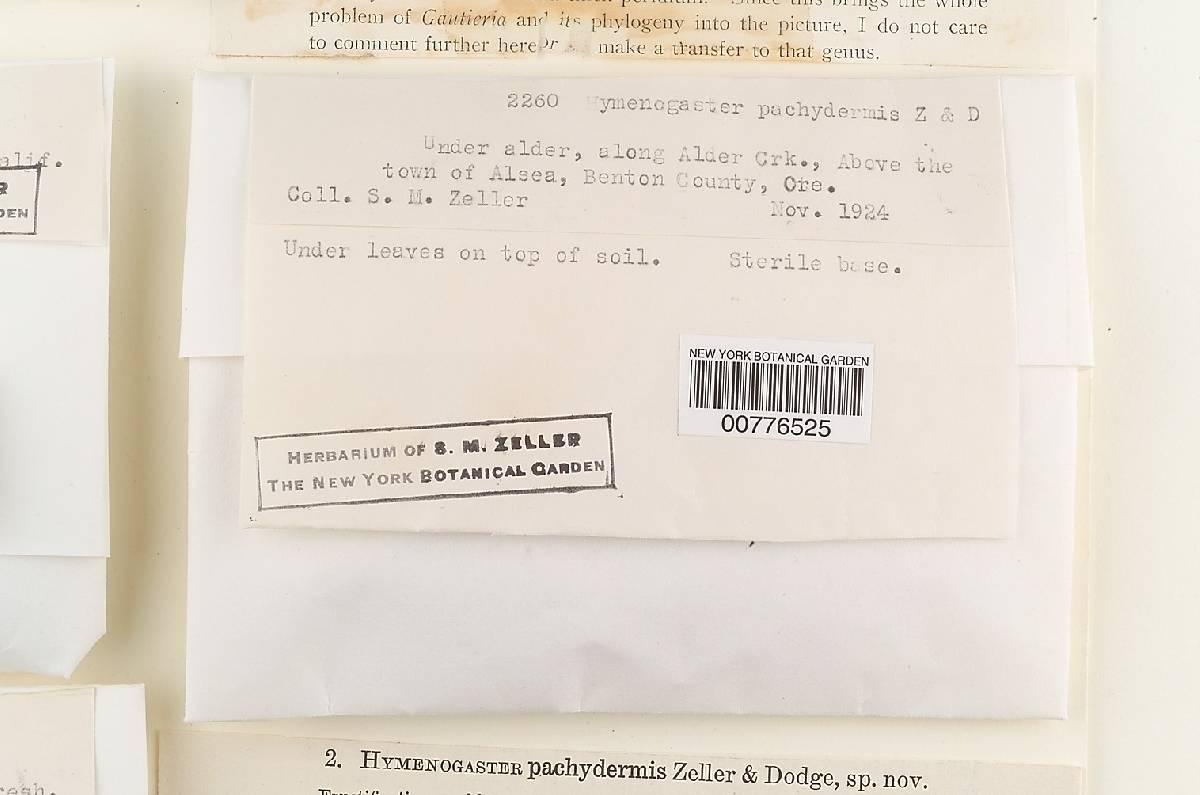 problem of Gautieria and its phylogeny into the picture, I do not care
to comment further here or make a transfer to that genus.
alif.
DEN
2260 Hymenogaster pachydermis Z & D
Under alder, along Alder Crk., Above the
town of Alsea, Benton County, Ore.
Coll. S. M. Zeller Nov. 1924
Under leaves on top of soil. Sterile base.
NEW YORK BOTANICAL GARDEN
00776525
HERBARIUM OF S. M. ZELLER
THE NEW YORK BOTANICAL GARDEN
2. HYMENOGASTER pachydermis Zeller & Dodge, sp. nov.
resh.